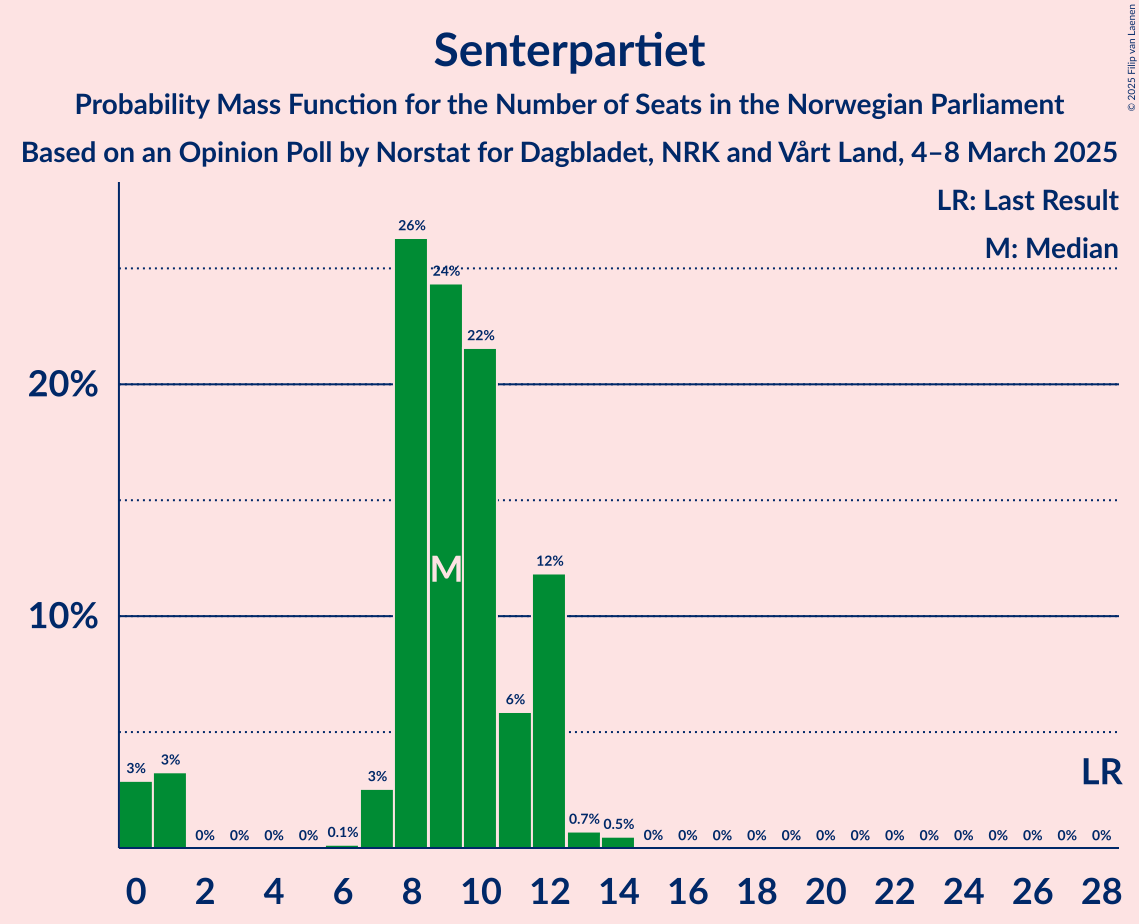 Senterpartiet
Probability Mass Function for the Number of Seats in the Norwegian Parliament
Based on an Opinion Poll by Norstat for Dagbladet, NRK and Vårt Land, 4–8 March 2025
© 2025 Filip van Laenen
LR: Last Result
M: Median
20%
10%
3% 3% 0% 0% 0% 0% 0.1% 3% 26% 24% 22% 6% 12% 0.7% 0.5% 0% 0% 0% 0% 0% 0% 0% 0% 0% 0% 0% 0% 0% 0%
M
LR
0 2 4 6 8 10 12 14 16 18 20 22 24 26 28